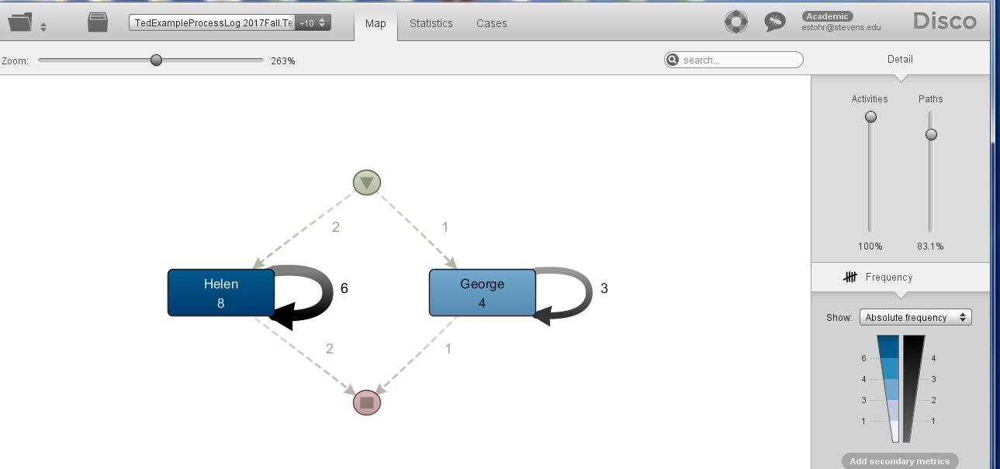 TedExampleProcessLog 2017Fall.Te +10
Map Statistics Cases
Academic
estohr@stevens.edu
Disco
Zoom: 263%
search...
Detail
Activities Paths
100% 83.1%
Frequency
Show: Absolute frequency
6 4
4 3
3 2
1 1
Add secondary metrics
2 1
Helen
8
6
George
4
3
2 1